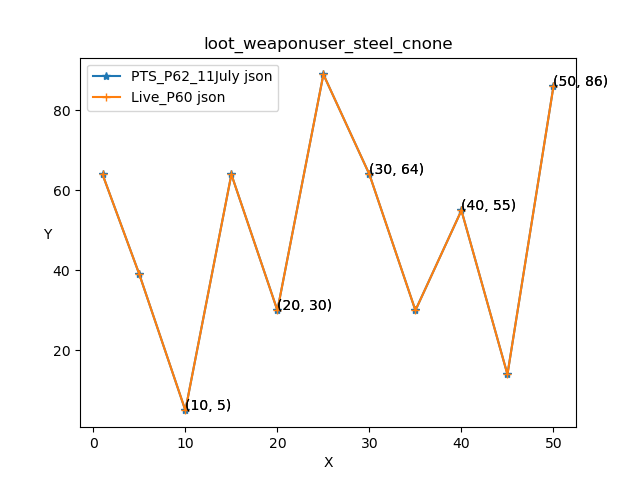 loot_weaponuser_steel_cnone
PTS_P62_11July json
Live_P60 json
(50, 86)
(30, 64)
(40, 55)
(20, 30)
(10, 5)
80
60
40
20
Y
0 10 20 30 40 50
X